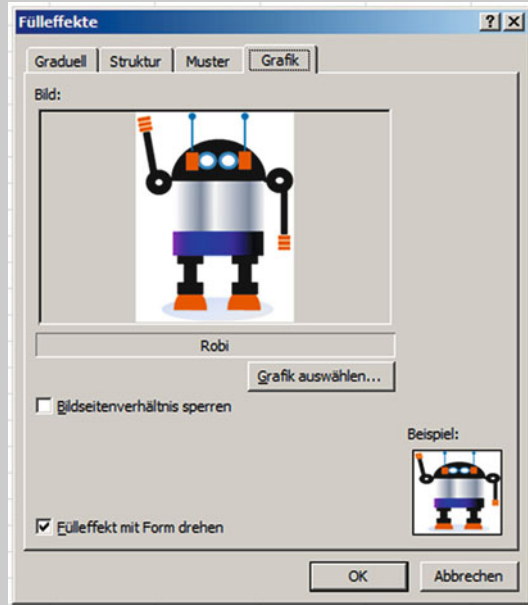 Fülleffekte
Graduell Struktur Muster Grafik
Bild:
Robi
Grafik auswählen...
Bildseitenverhältnis sperren
Beispiel:
Fülleffekt mit Form drehen
OK Abbrechen